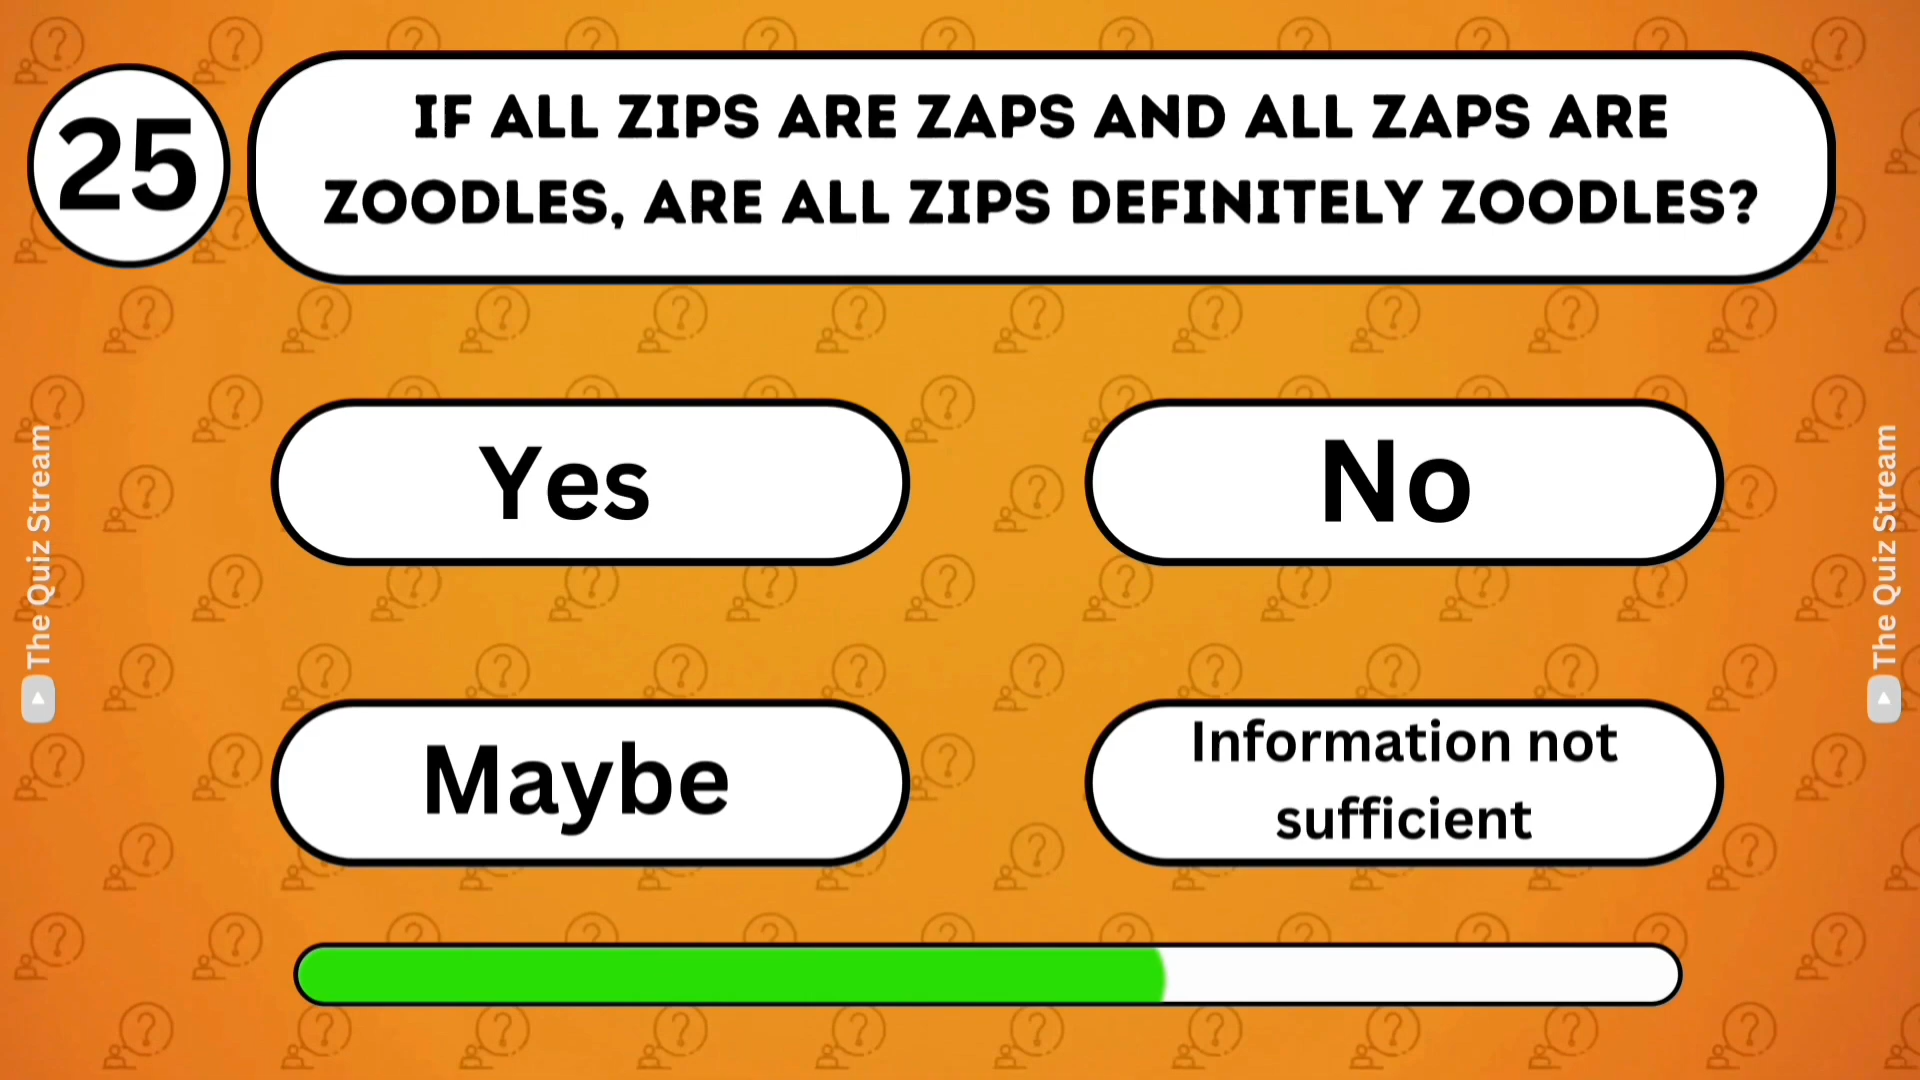 25
IF ALL ZIPS ARE ZAPS AND ALL ZAPS ARE
ZOODLES, ARE ALL ZIPS DEFINITELY ZOODLES?
Yes
No
Maybe
Information not
sufficient
The Quiz Stream
The Quiz Stream